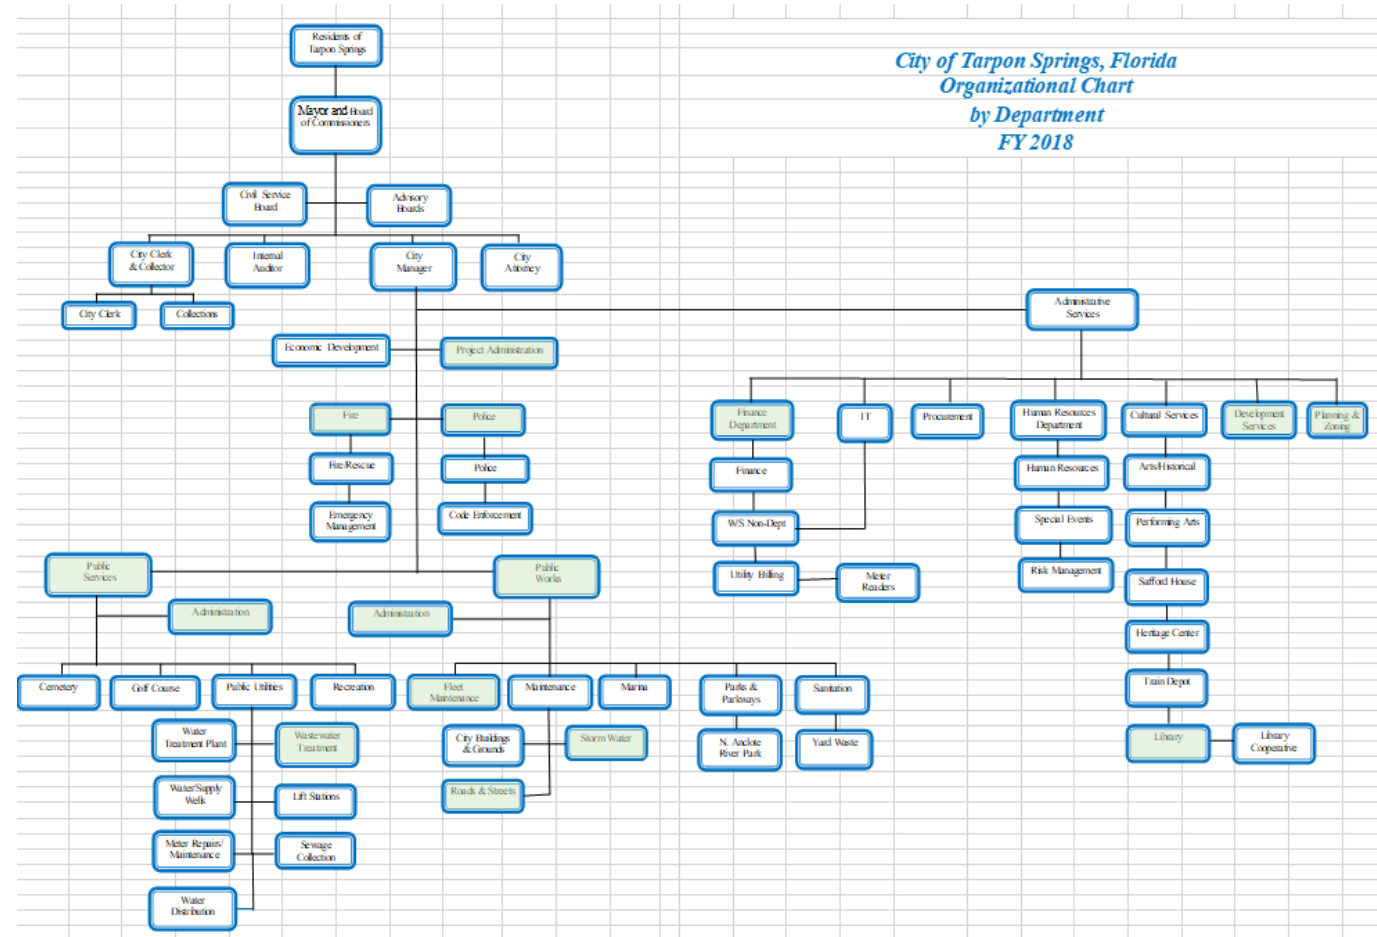 Residents of
Tarpon Springs
City of Tarpon Springs, Florida
Organizational Chart
by Department
FY 2018
Mayor and Board
of Commissioners
Civil Service
Board
Advisory
Boards
City Clerk
& Collector
Internal
Auditor
City
Manager
City
Attorney
City Clerk
Collections
Administrative
Services
Economic Development
Project Administration
Fire
Police
Finance
Department
IT
Procurement
Human Resources
Department
Cultural Services
Development
Services
Planning &
Zoning
Fire/Rescue
Police
Finance
Human Resources
Arts/Historical
Emergency
Management
Code Enforcement
WS Non-Dept
Special Events
Performing Arts
Public
Services
Public
Works
Utility Billing
Meter
Readers
Risk Management
Safford House
Administration
Administration
Heritage Center
Cemetery
Golf Course
Public Utilities
Recreation
Fleet
Maintenance
Maintenance
Marina
Parks &
Parkways
Sanitation
Train Depot
Water
Treatment Plant
Wastewater
Treatment
City Buildings
& Grounds
Storm Water
N. Anclote
River Park
Yard Waste
Library
Library
Cooperative
Water/Supply
Wells
Lift Stations
Roads & Streets
Meter Repairs/
Maintenance
Sewage
Collection
Water
Distribution